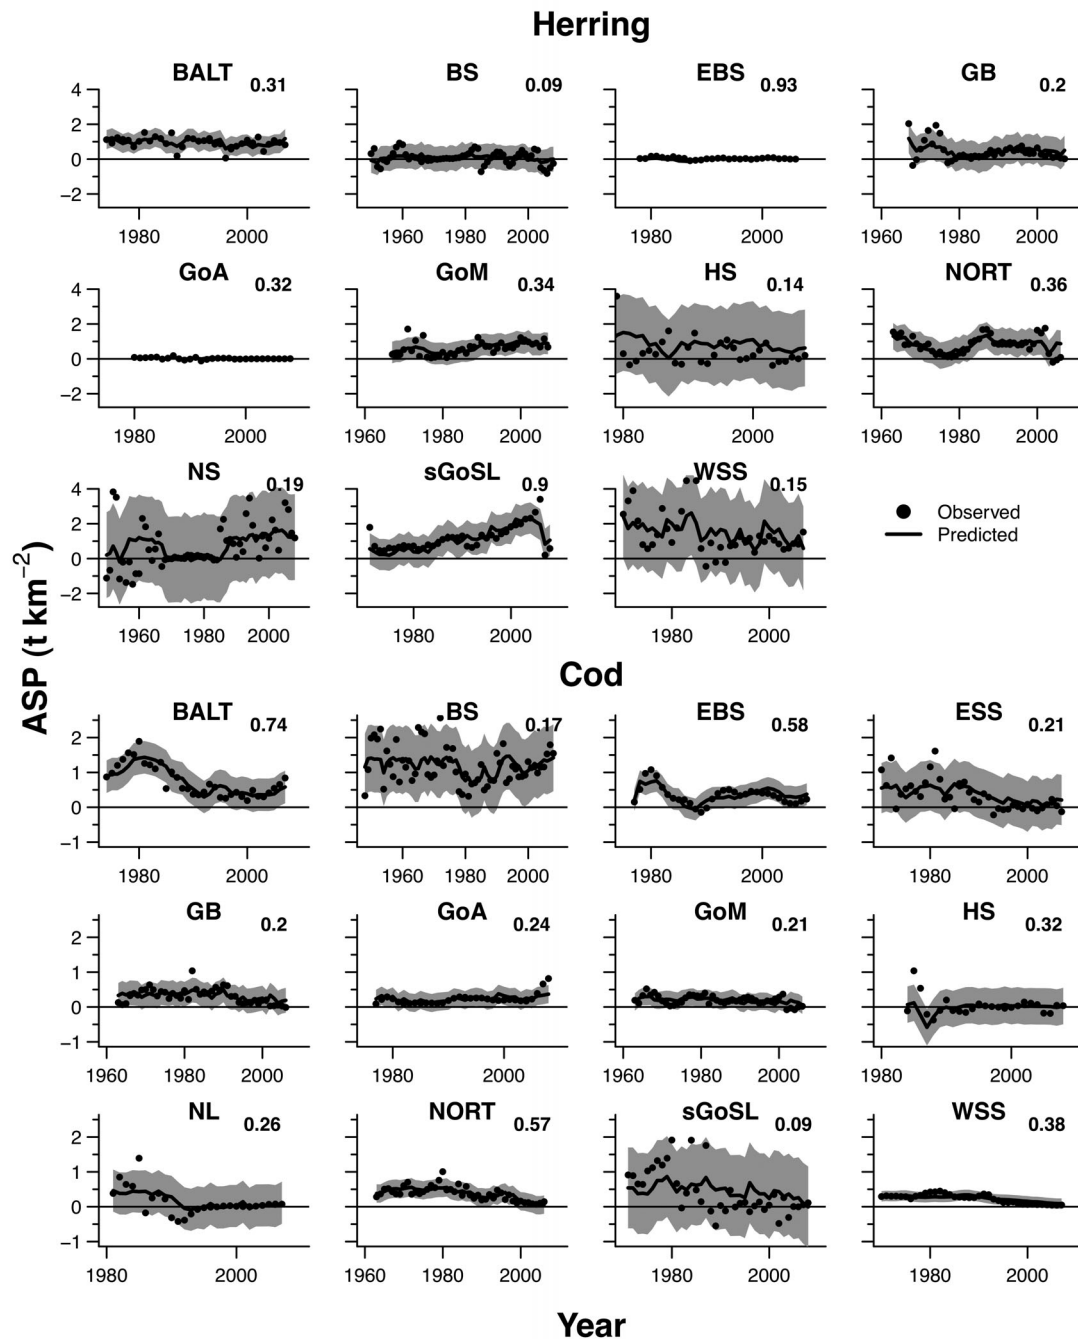 Herring
BALT 0.31 BS 0.09 EBS 0.93 GB 0.2
4
2
0
−2
1980 2000 1960 1980 2000 1980 2000 1960 1980 2000
GoA 0.32 GoM 0.34 HS 0.14 NORT 0.36
4
2
0
−2
1980 2000 1960 1980 2000 1980 2000 1960 1980 2000
NS 0.19 sGoSL 0.9 WSS 0.15
4
2
0
−2
Observed
Predicted
1960 1980 2000 1980 2000 1980 2000
ASP (t km⁻²)
Cod
BALT 0.74 BS 0.17 EBS 0.58 ESS 0.21
2
1
0
−1
1980 2000 1960 1980 2000 1980 2000 1980 2000
GB 0.2 GoA 0.24 GoM 0.21 HS 0.32
2
1
0
−1
1960 1980 2000 1980 2000 1960 1980 2000 1980 2000
NL 0.26 NORT 0.57 sGoSL 0.09 WSS 0.38
2
1
0
−1
1980 2000 1960 1980 2000 1980 2000 1980 2000
Year